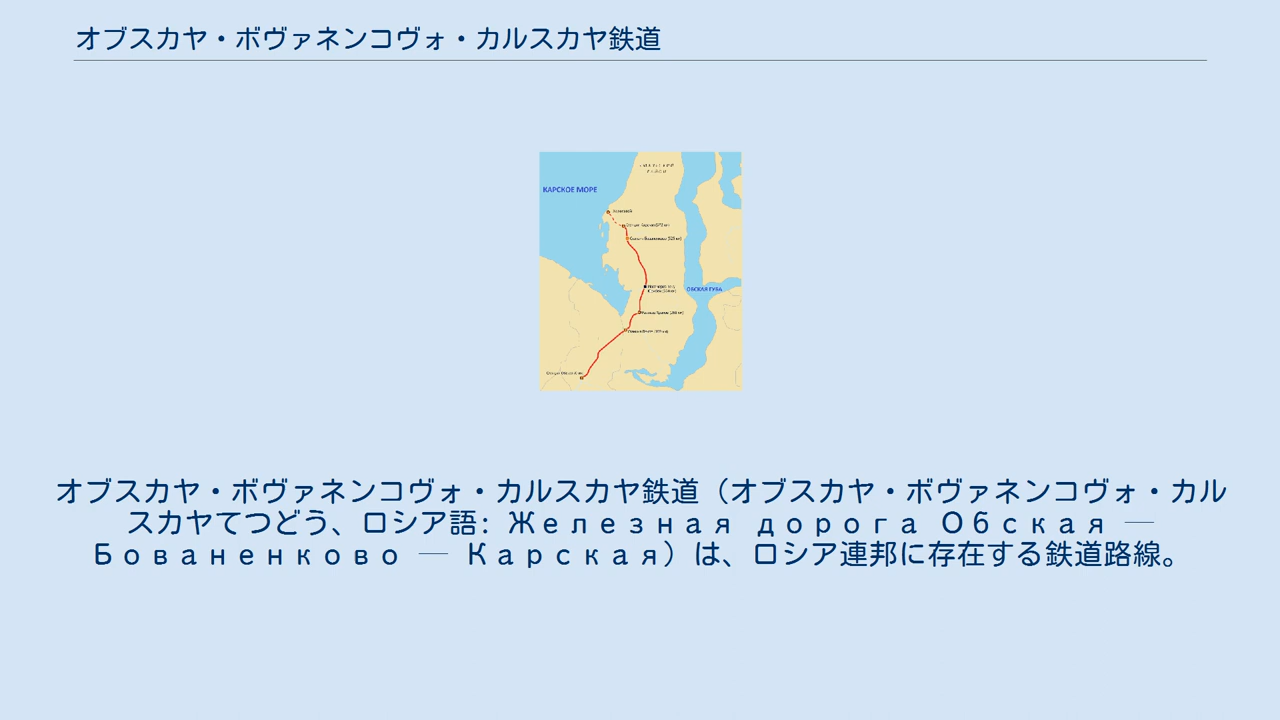 オブスカヤ・ボヴァネンコヴォ・カルスカヤ鉄道
КАРСКОЕ МОРЕ
ОБСКАЯ ГУБА
オブスカヤ・ボヴァネンコヴォ・カルスカヤ鉄道（オブスカヤ・ボヴァネンコヴォ・カル
スカヤてつどう、ロシア語: Железная дорога Обская —
Бованенково — Карская）は、ロシア連邦に存在する鉄道路線。